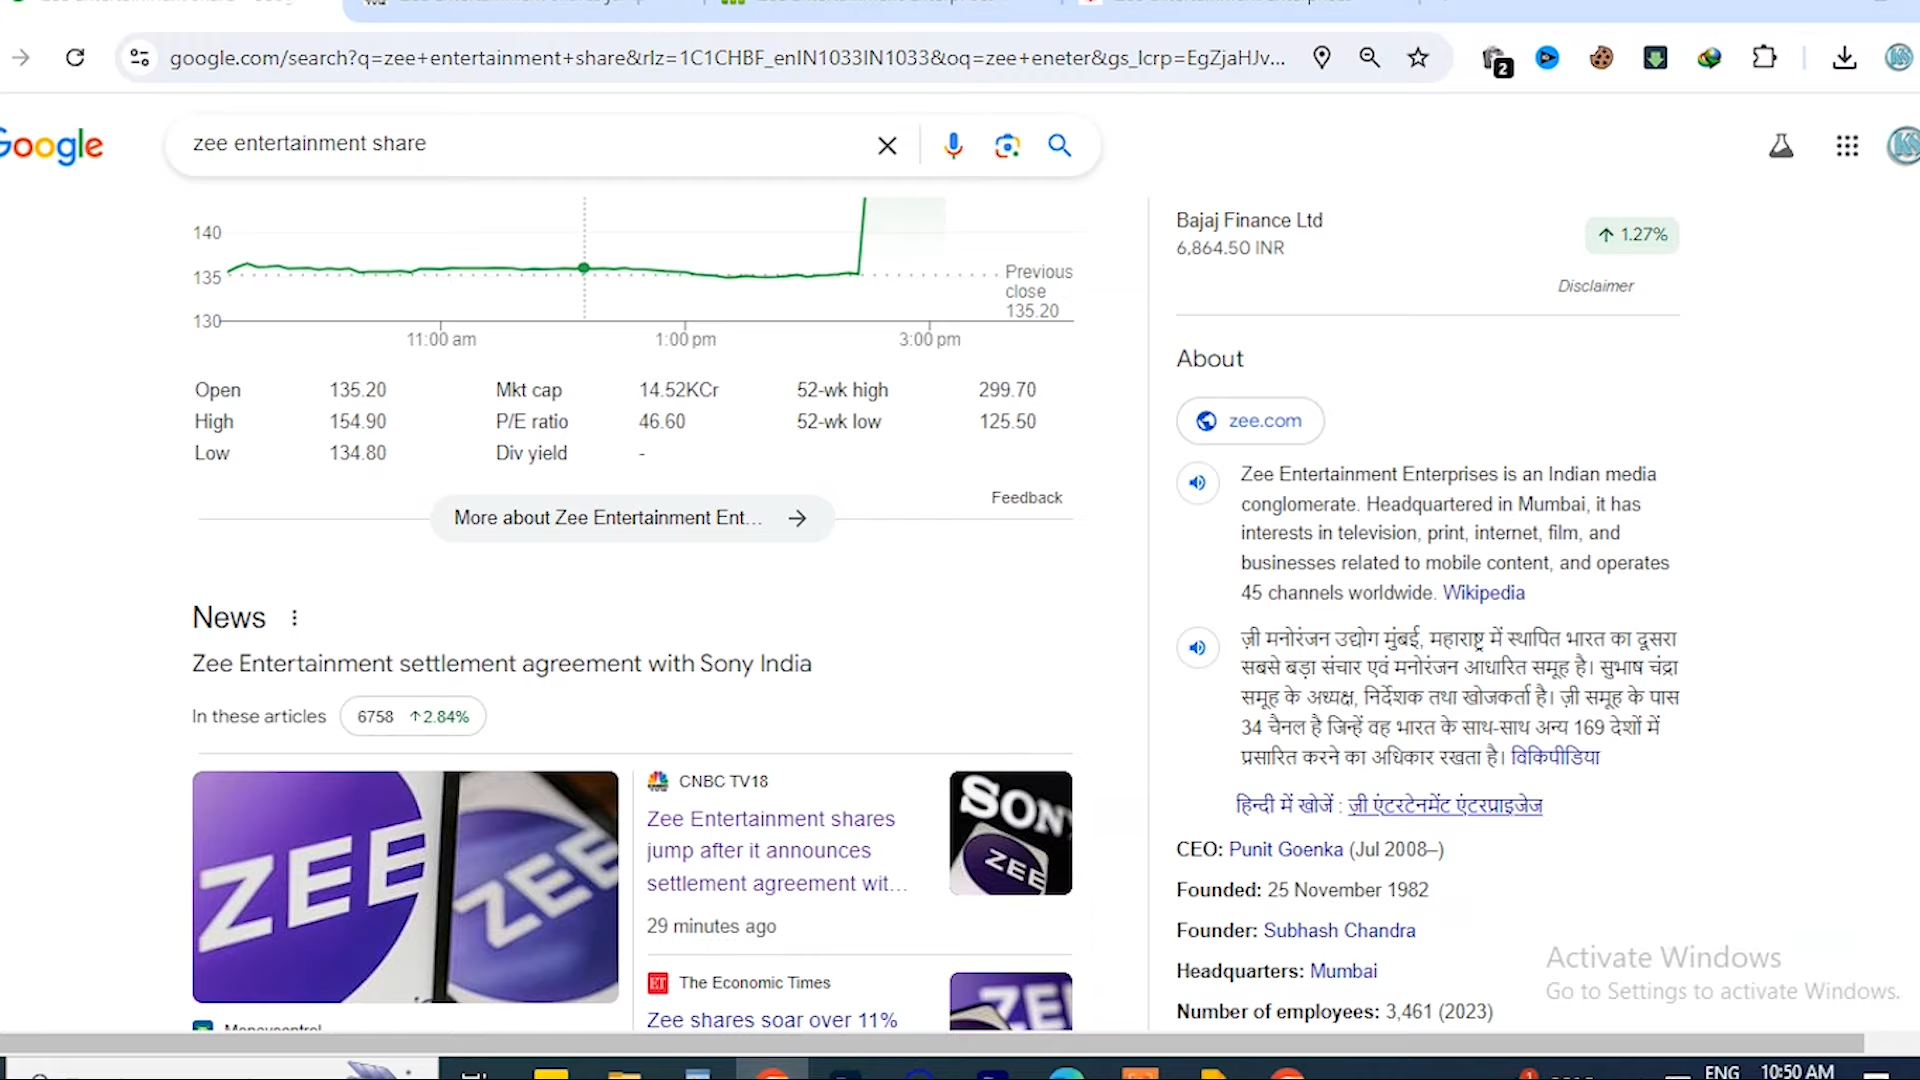 google.com/search?q=zee+entertainment+share&rlz=1C1CHBF_enIN1033IN1033&oq=zee+eneter&gs_lcrp=EgZjaHJv...
2
Google
zee entertainment share
140
135
130
Previous
close
135.20
11:00 am
1:00 pm
3:00 pm
Open 135.20 Mkt cap 14.52KCr 52-wk high 299.70
High 154.90 P/E ratio 46.60 52-wk low 125.50
Low 134.80 Div yield -
Feedback
More about Zee Entertainment Ent...
News
Zee Entertainment settlement agreement with Sony India
In these articles 6758 ↑2.84%
ZEE
ZEE
CNBC TV18
Zee Entertainment shares
jump after it announces
settlement agreement wit...
29 minutes ago
SONY
ZEE
ET The Economic Times
Zee shares soar over 11%
ZEE
Moneycontrol
Bajaj Finance Ltd
6,864.50 INR
↑ 1.27%
Disclaimer
About
zee.com
Zee Entertainment Enterprises is an Indian media
conglomerate. Headquartered in Mumbai, it has
interests in television, print, internet, film, and
businesses related to mobile content, and operates
45 channels worldwide. Wikipedia
ज़ी मनोरंजन उद्योग मुंबई, महाराष्ट्र में स्थापित भारत का दूसरा
सबसे बड़ा संचार एवं मनोरंजन आधारित समूह है। सुभाष चंद्रा
समूह के अध्यक्ष, निर्देशक तथा खोजकर्ता है। ज़ी समूह के पास
34 चैनल है जिन्हें वह भारत के साथ-साथ अन्य 169 देशों में
प्रसारित करने का अधिकार रखता है। विकिपीडिया
हिन्दी में खोजें : ज़ी एंटरटेनमेंट एंटरप्राइजेज
CEO: Punit Goenka (Jul 2008–)
Founded: 25 November 1982
Founder: Subhash Chandra
Headquarters: Mumbai
Number of employees: 3,461 (2023)
Activate Windows
Go to Settings to activate Windows.
ENG 10:50 AM